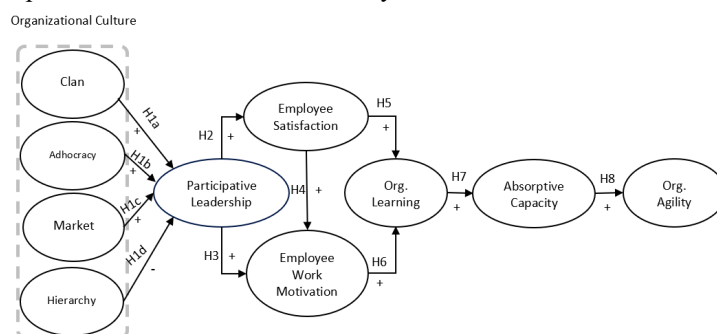 Organizational Culture
Clan
Adhocracy
Market
Hierarchy
H1a
+
H1b
+
H1c
+
H1d
-
Participative
Leadership
H2
+
H3
+
Employee
Satisfaction
H4
+
Employee
Work
Motivation
H5
+
H6
+
Org.
Learning
H7
+
Absorptive
Capacity
H8
+
Org.
Agility